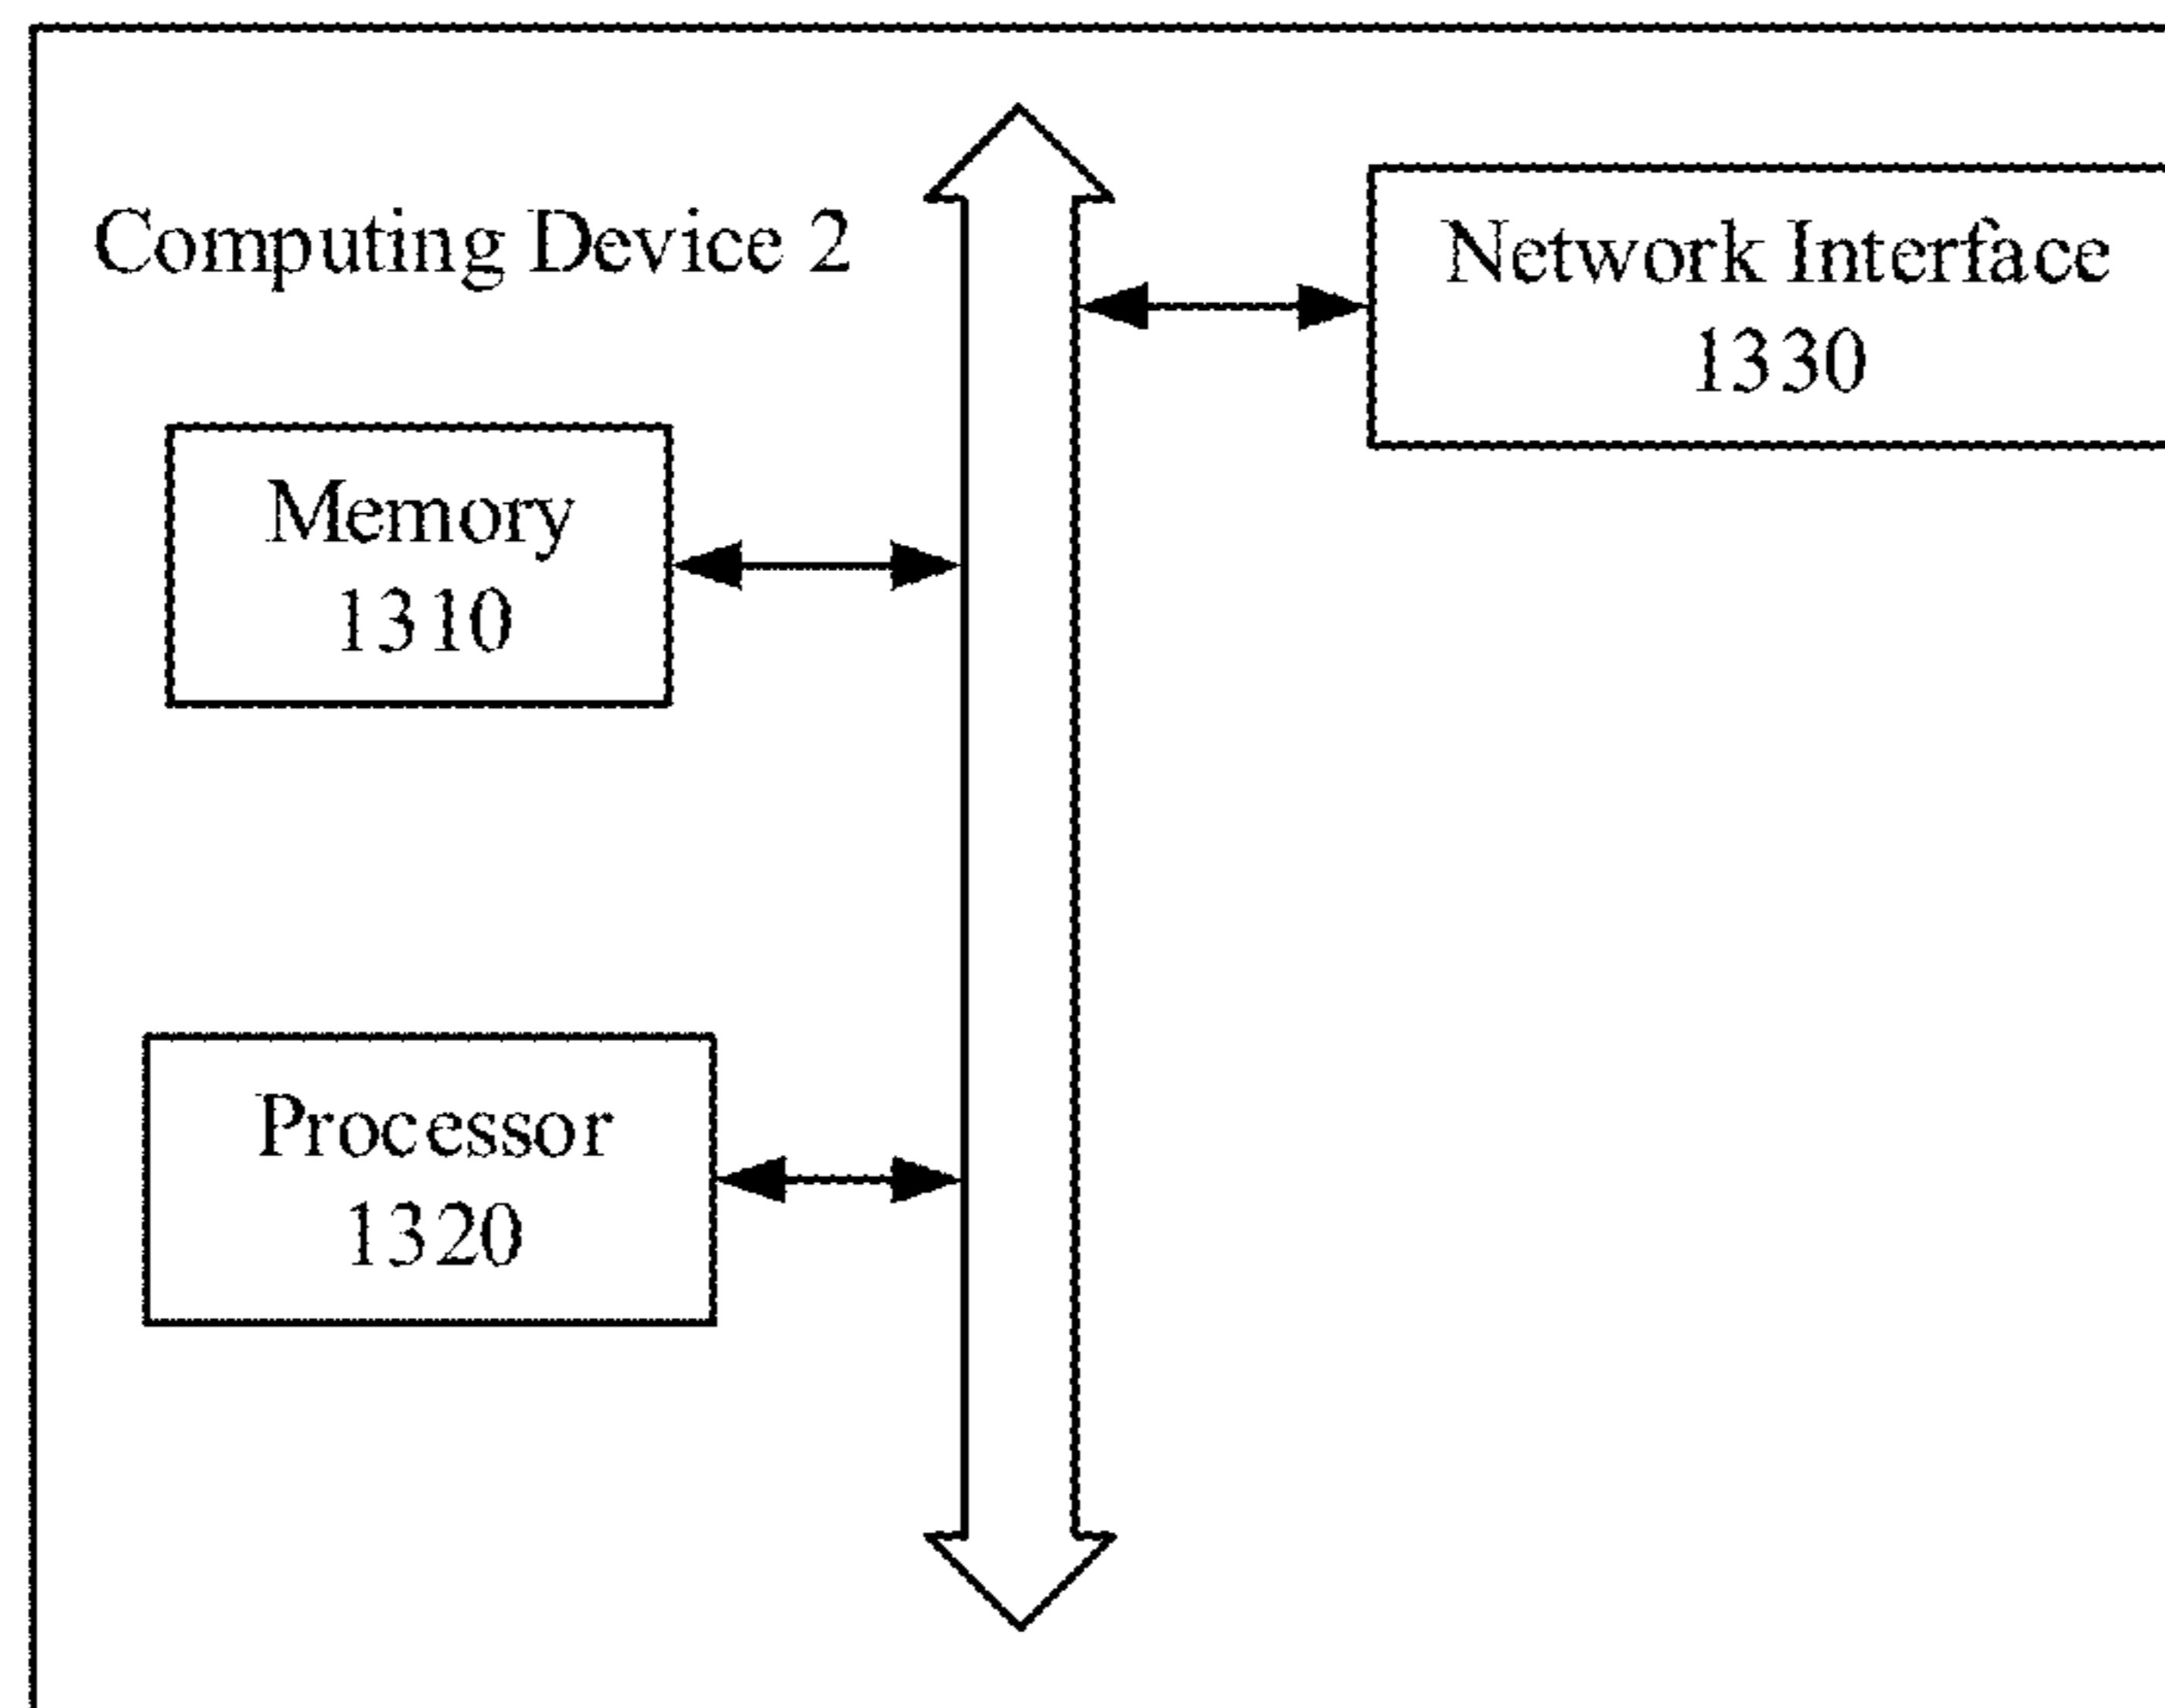 Computing Device 2
Network Interface
1330
Memory
1310
Processor
1320